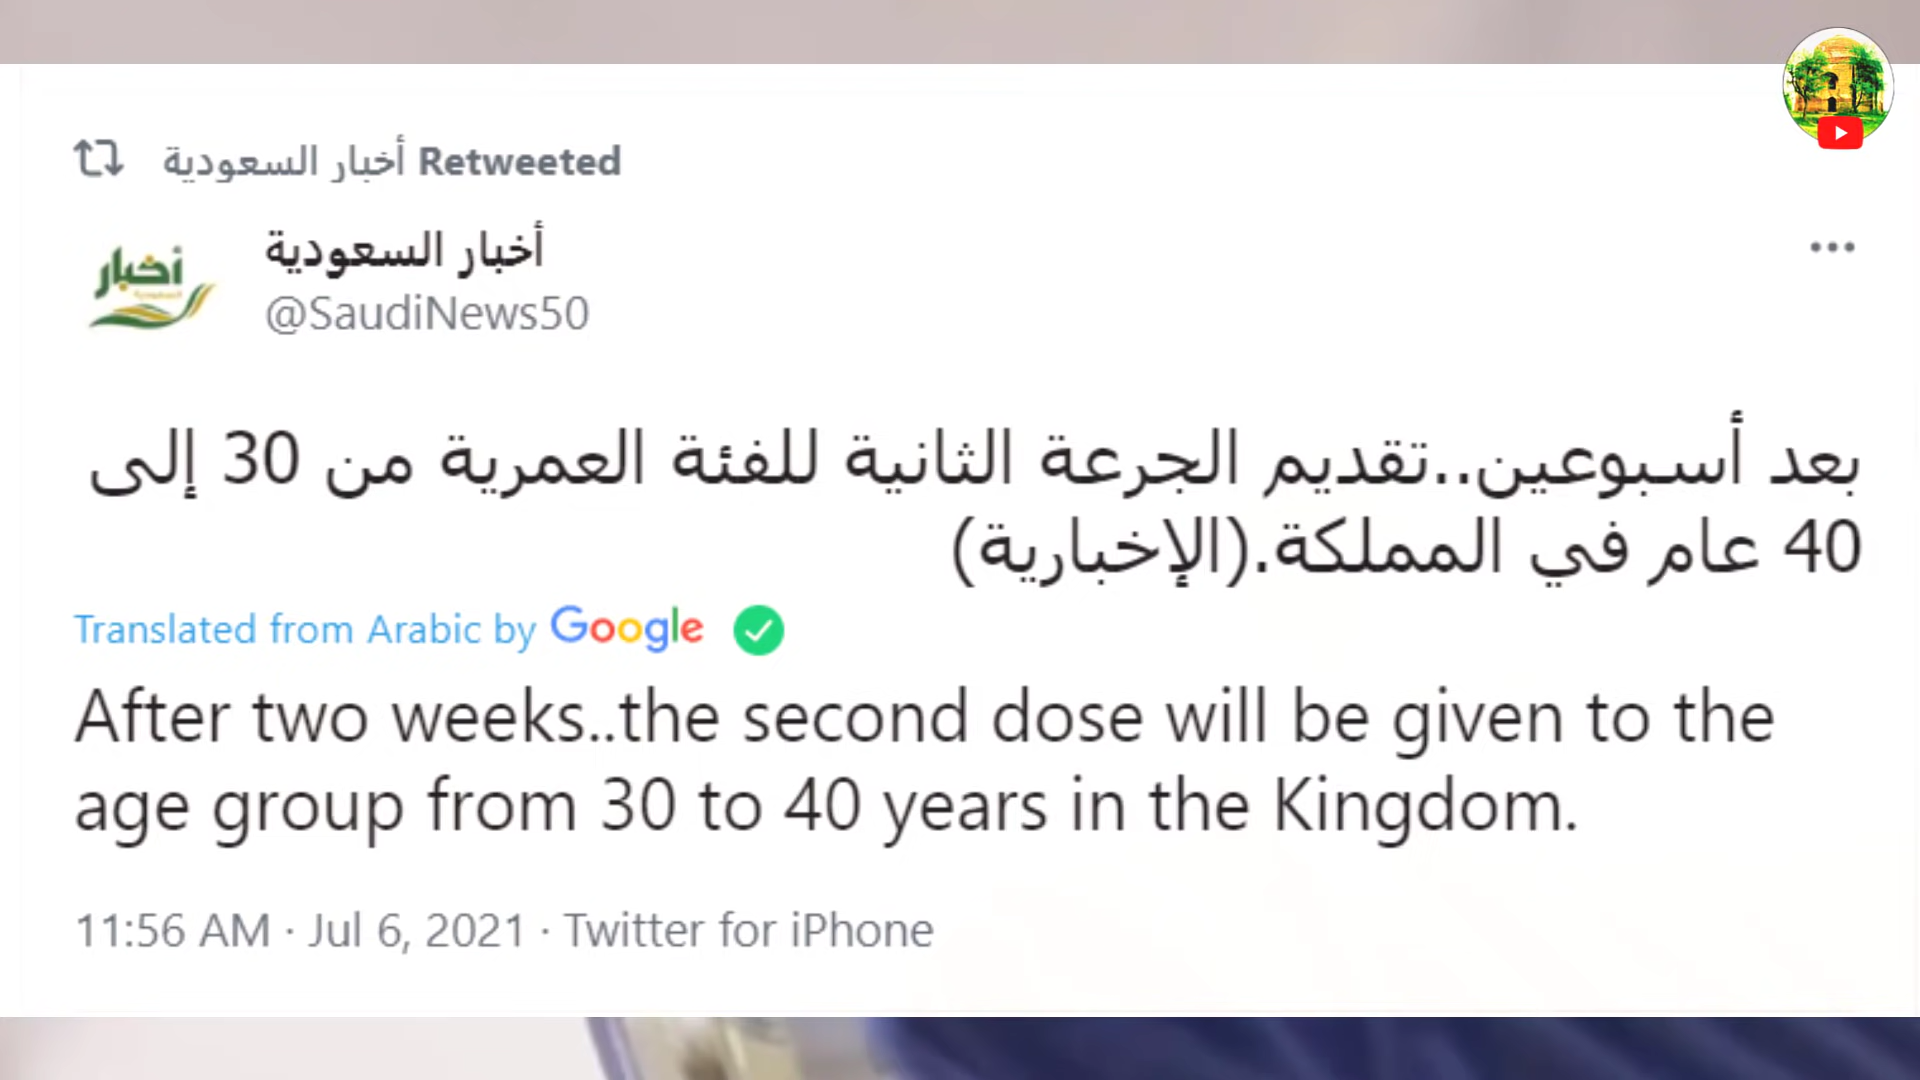 أخبار السعودية Retweeted
أخبار السعودية
@SaudiNews50
أخبار
السعودية
بعد أسبوعين..تقديم الجرعة الثانية للفئة العمرية من 30 إلى
40 عام في المملكة.(الإخبارية)
Translated from Arabic by Google
After two weeks..the second dose will be given to the
age group from 30 to 40 years in the Kingdom.
11:56 AM · Jul 6, 2021 · Twitter for iPhone